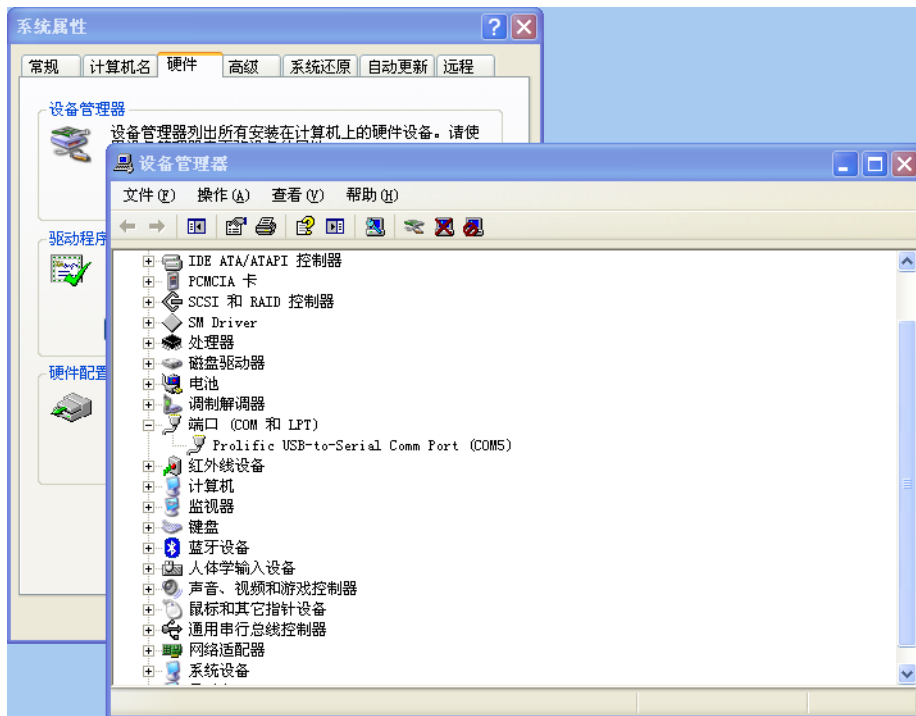 系统属性
常规 计算机名 硬件 高级 系统还原 自动更新 远程
设备管理器
设备管理器列出所有安装在计算机上的硬件设备。请使
设备管理器
文件(F) 操作(A) 查看(V) 帮助(H)
驱动程序
IDE ATA/ATAPI 控制器
PCMCIA 卡
SCSI 和 RAID 控制器
SM Driver
处理器
磁盘驱动器
硬件配置
电池
调制解调器
端口 (COM 和 LPT)
Prolific USB-to-Serial Comm Port (COM5)
红外线设备
计算机
监视器
键盘
蓝牙设备
人体学输入设备
声音、视频和游戏控制器
鼠标和其它指针设备
通用串行总线控制器
网络适配器
系统设备